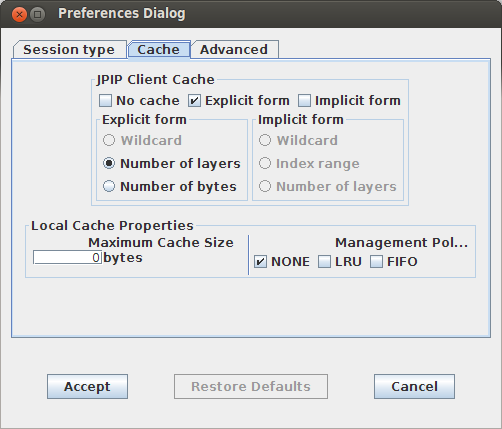 Preferences Dialog
Session type Cache Advanced
JPIP Client Cache
No cache Explicit form Implicit form
Explicit form
Wildcard
Number of layers
Number of bytes
Implicit form
Wildcard
Index range
Number of layers
Local Cache Properties
Maximum Cache Size
0 bytes
Management Pol...
NONE LRU FIFO
Accept Restore Defaults Cancel